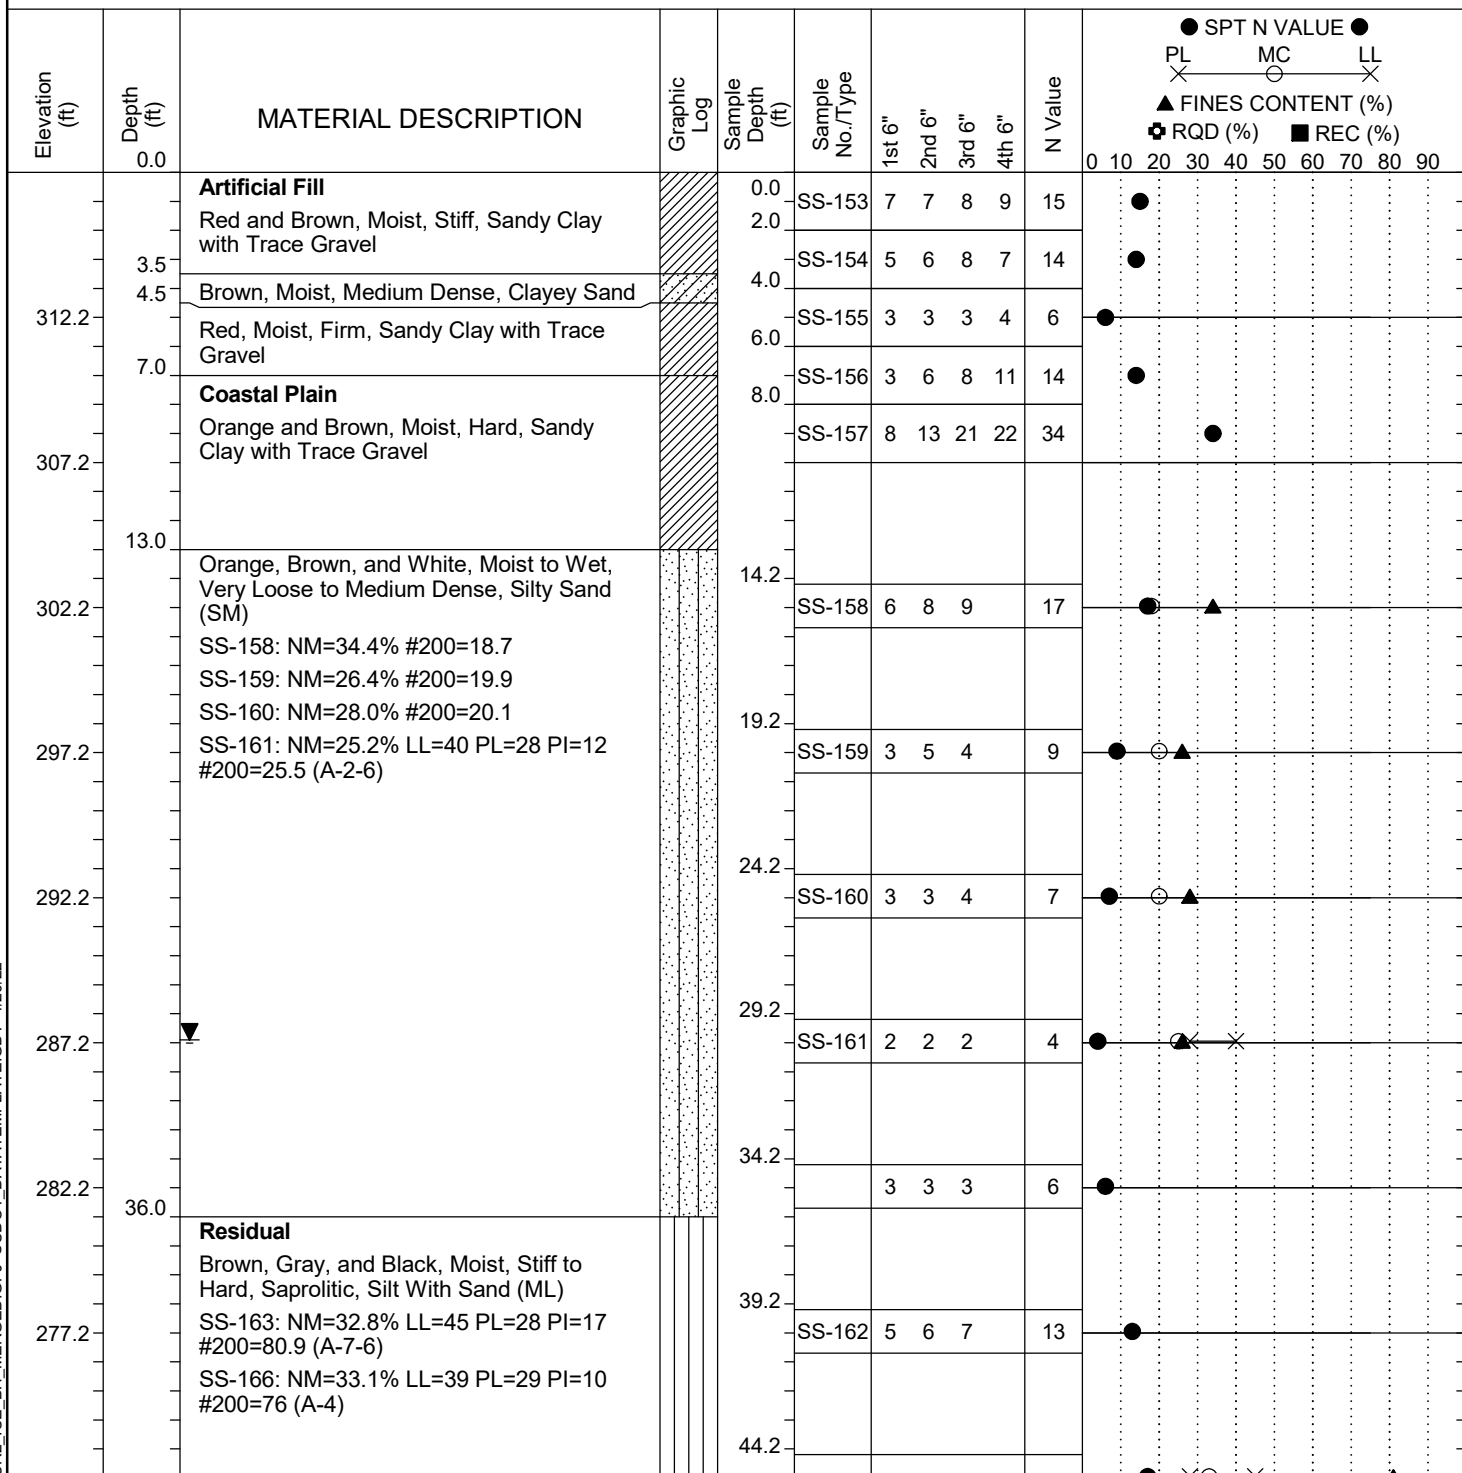 ● SPT N VALUE ●
PL MC LL
▲ FINES CONTENT (%)
RQD (%) ■ REC (%)
0 10 20 30 40 50 60 70 80 90
Elevation (ft)
Depth (ft)
0.0
MATERIAL DESCRIPTION
Graphic Log
Sample Depth (ft)
Sample No./Type
1st 6"
2nd 6"
3rd 6"
4th 6"
N Value
Artificial Fill
0.0
SS-153 7 7 8 9 15
Red and Brown, Moist, Stiff, Sandy Clay
2.0
with Trace Gravel
3.5
SS-154 5 6 8 7 14
4.0
4.5
Brown, Moist, Medium Dense, Clayey Sand
312.2
SS-155 3 3 3 4 6
Red, Moist, Firm, Sandy Clay with Trace
6.0
Gravel
7.0
SS-156 3 6 8 11 14
Coastal Plain
8.0
Orange and Brown, Moist, Hard, Sandy
SS-157 8 13 21 22 34
Clay with Trace Gravel
307.2
13.0
Orange, Brown, and White, Moist to Wet,
14.2
Very Loose to Medium Dense, Silty Sand
302.2
(SM)
SS-158 6 8 9 17
SS-158: NM=34.4% #200=18.7
SS-159: NM=26.4% #200=19.9
SS-160: NM=28.0% #200=20.1
19.2
SS-161: NM=25.2% LL=40 PL=28 PI=12
297.2
SS-159 3 5 4 9
#200=25.5 (A-2-6)
24.2
292.2
SS-160 3 3 4 7
29.2
287.2
SS-161 2 2 2 4
34.2
282.2
3 3 3 6
36.0
Residual
Brown, Gray, and Black, Moist, Stiff to
Hard, Saprolitic, Silt With Sand (ML)
39.2
SS-163: NM=32.8% LL=45 PL=28 PI=17
277.2
SS-162 5 6 7 13
#200=80.9 (A-7-6)
SS-166: NM=33.1% LL=39 PL=29 PI=10
#200=76 (A-4)
44.2